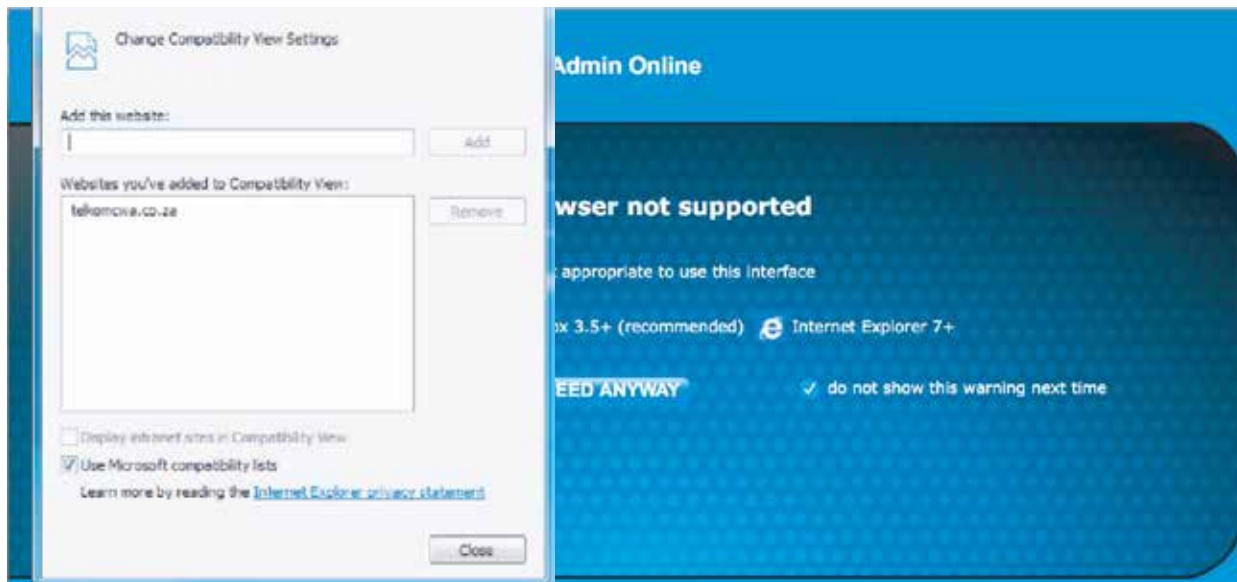 Change Compatibility View Settings
Add this website:
Add
Websites you've added to Compatibility View:
telkomcwa.co.za
Remove
Display intranet sites in Compatibility View
Use Microsoft compatibility lists
Learn more by reading the Internet Explorer privacy statement
Close
Admin Online
wser not supported
appropriate to use this interface
ox 3.5+ (recommended) Internet Explorer 7+
EED ANYWAY do not show this warning next time